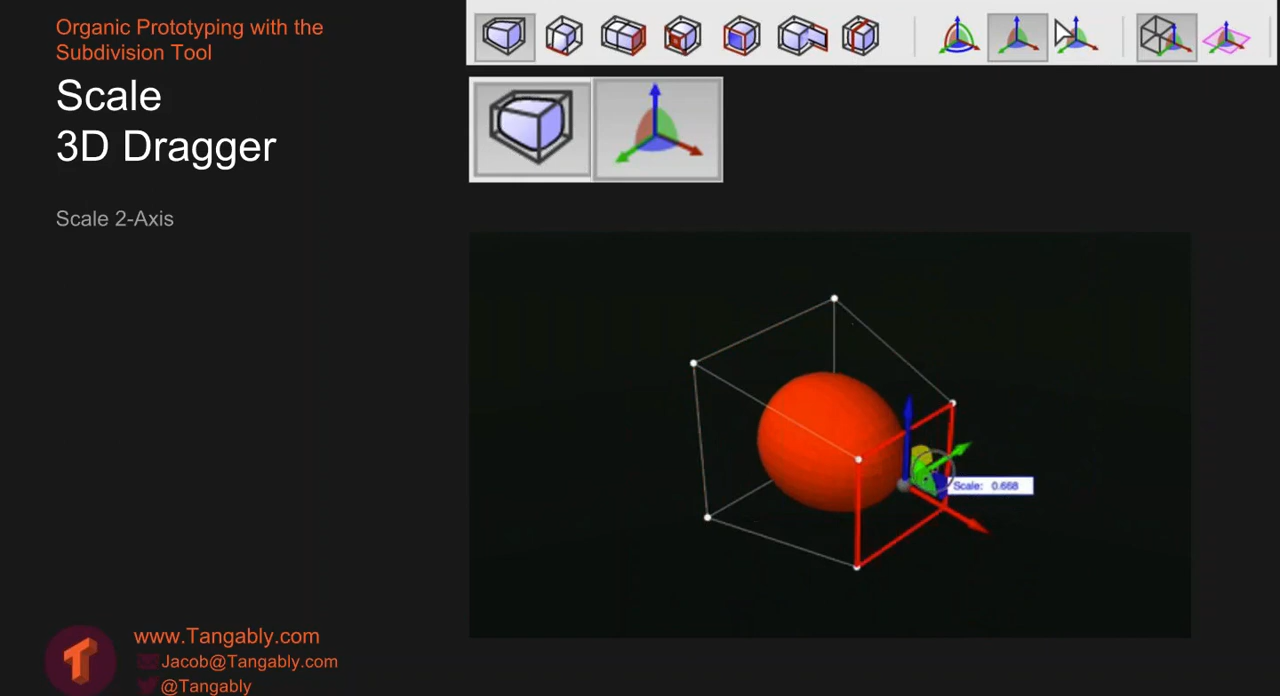 Organic Prototyping with the
Subdivision Tool
Scale
3D Dragger
Scale 2-Axis
Scale: 0.668
www.Tangably.com
Jacob@Tangably.com
@Tangably